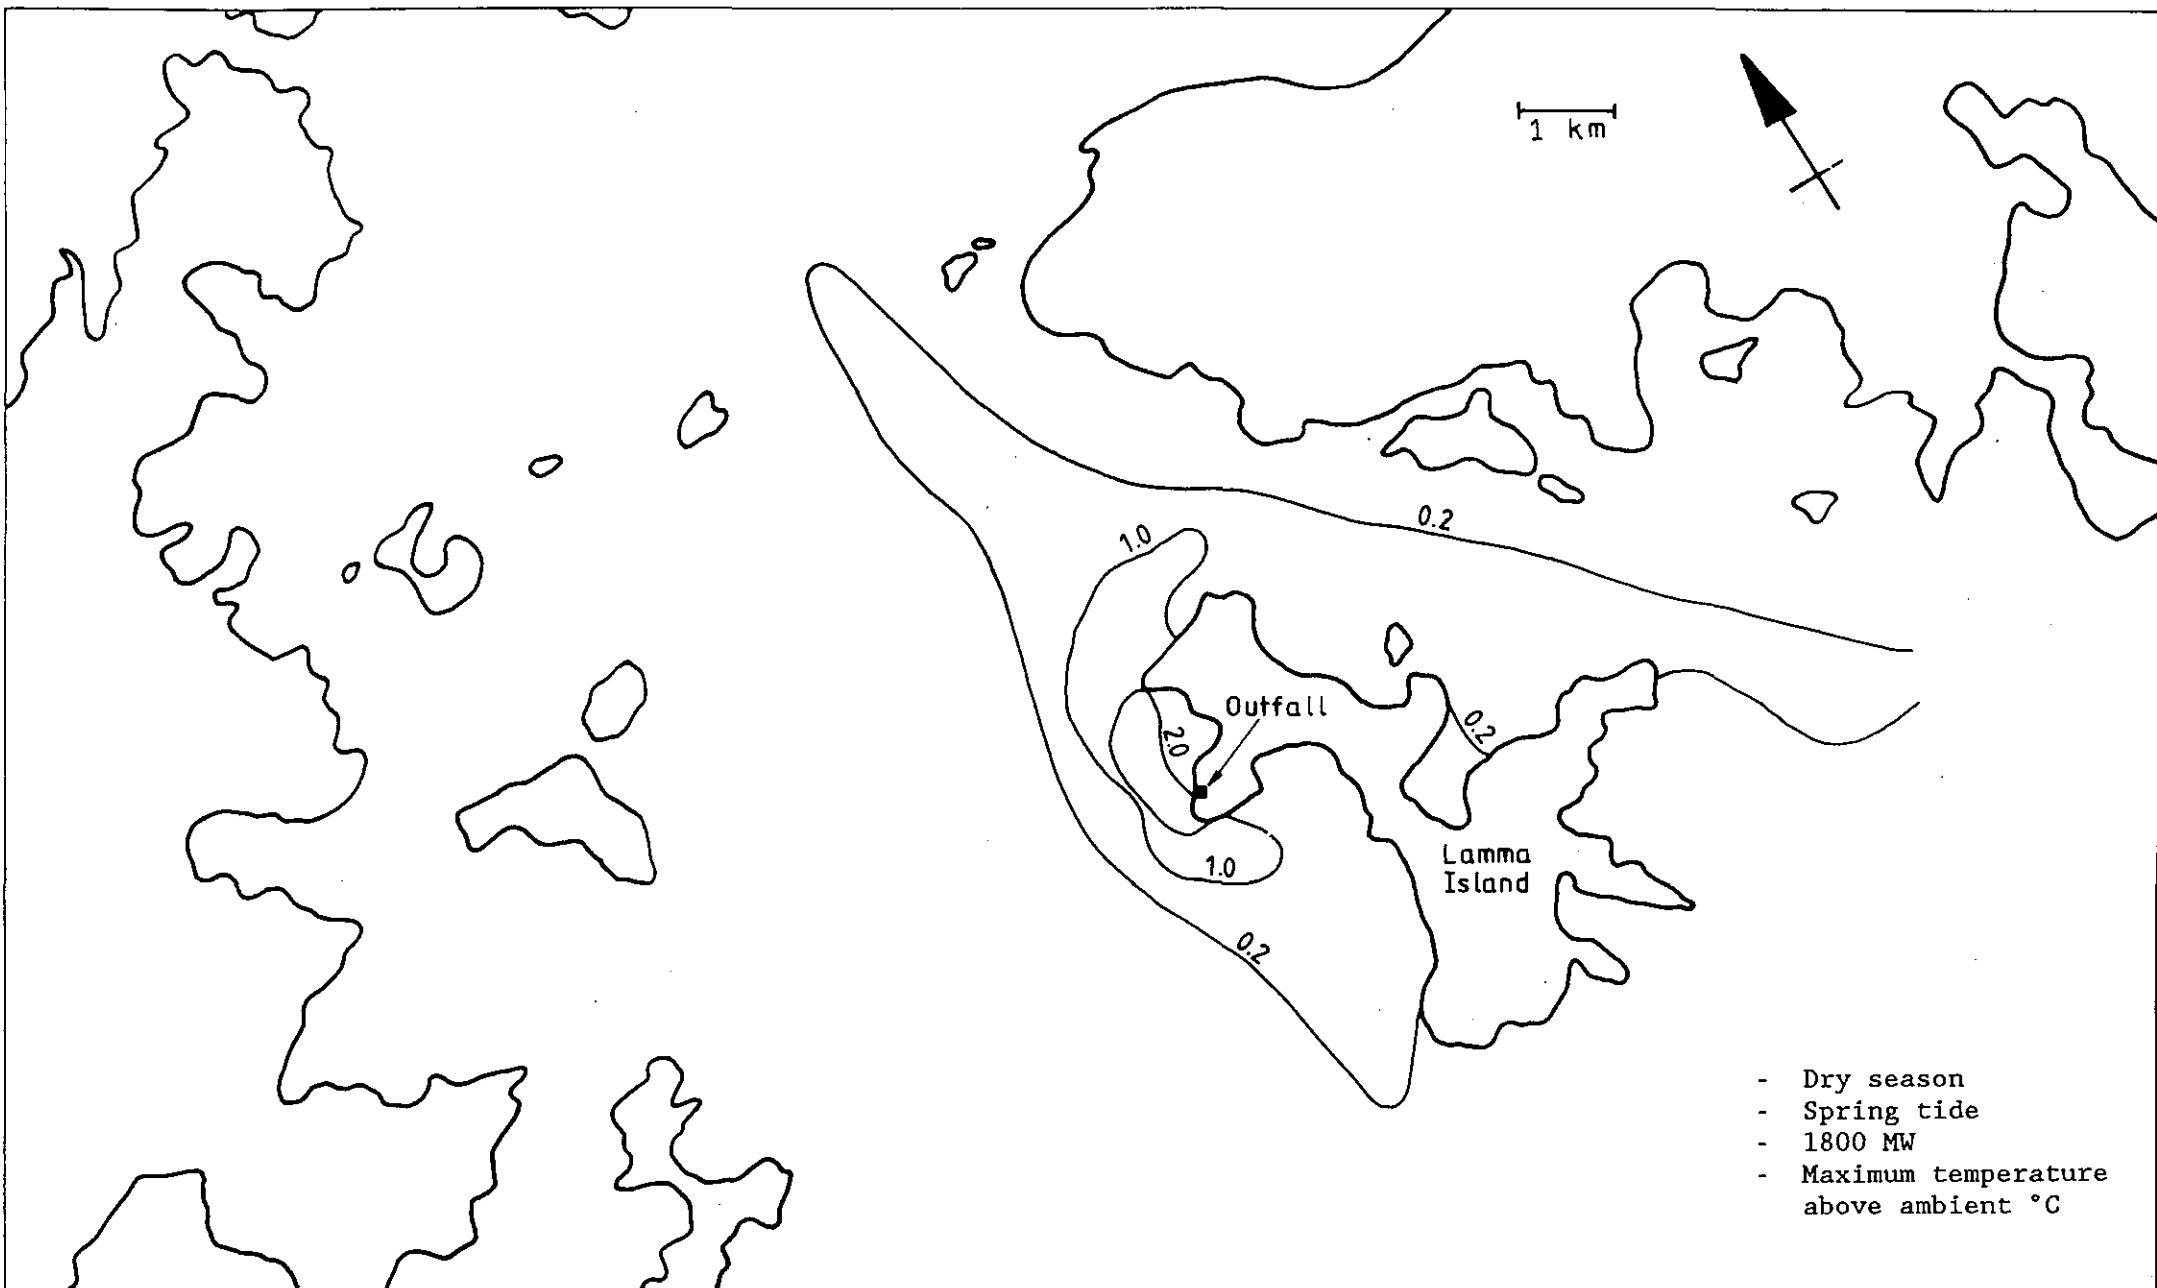 1 km
0.2
1.0
Outfall
2.0
0.2
1.0
Lamma
Island
0.2
- Dry season
- Spring tide
- 1800 MW
- Maximum temperature
above ambient °C